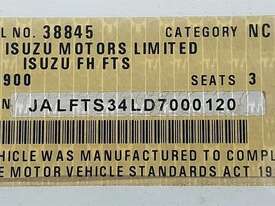 L NO. 38845 CATEGORY NC
ISUZU MOTORS LIMITED
ISUZU FH FTS
900 SEATS 3
N JALFTS34LD7000120
HICLE WAS MANUFACTURED TO COMPL
E MOTOR VEHICLE STANDARDS ACT 19